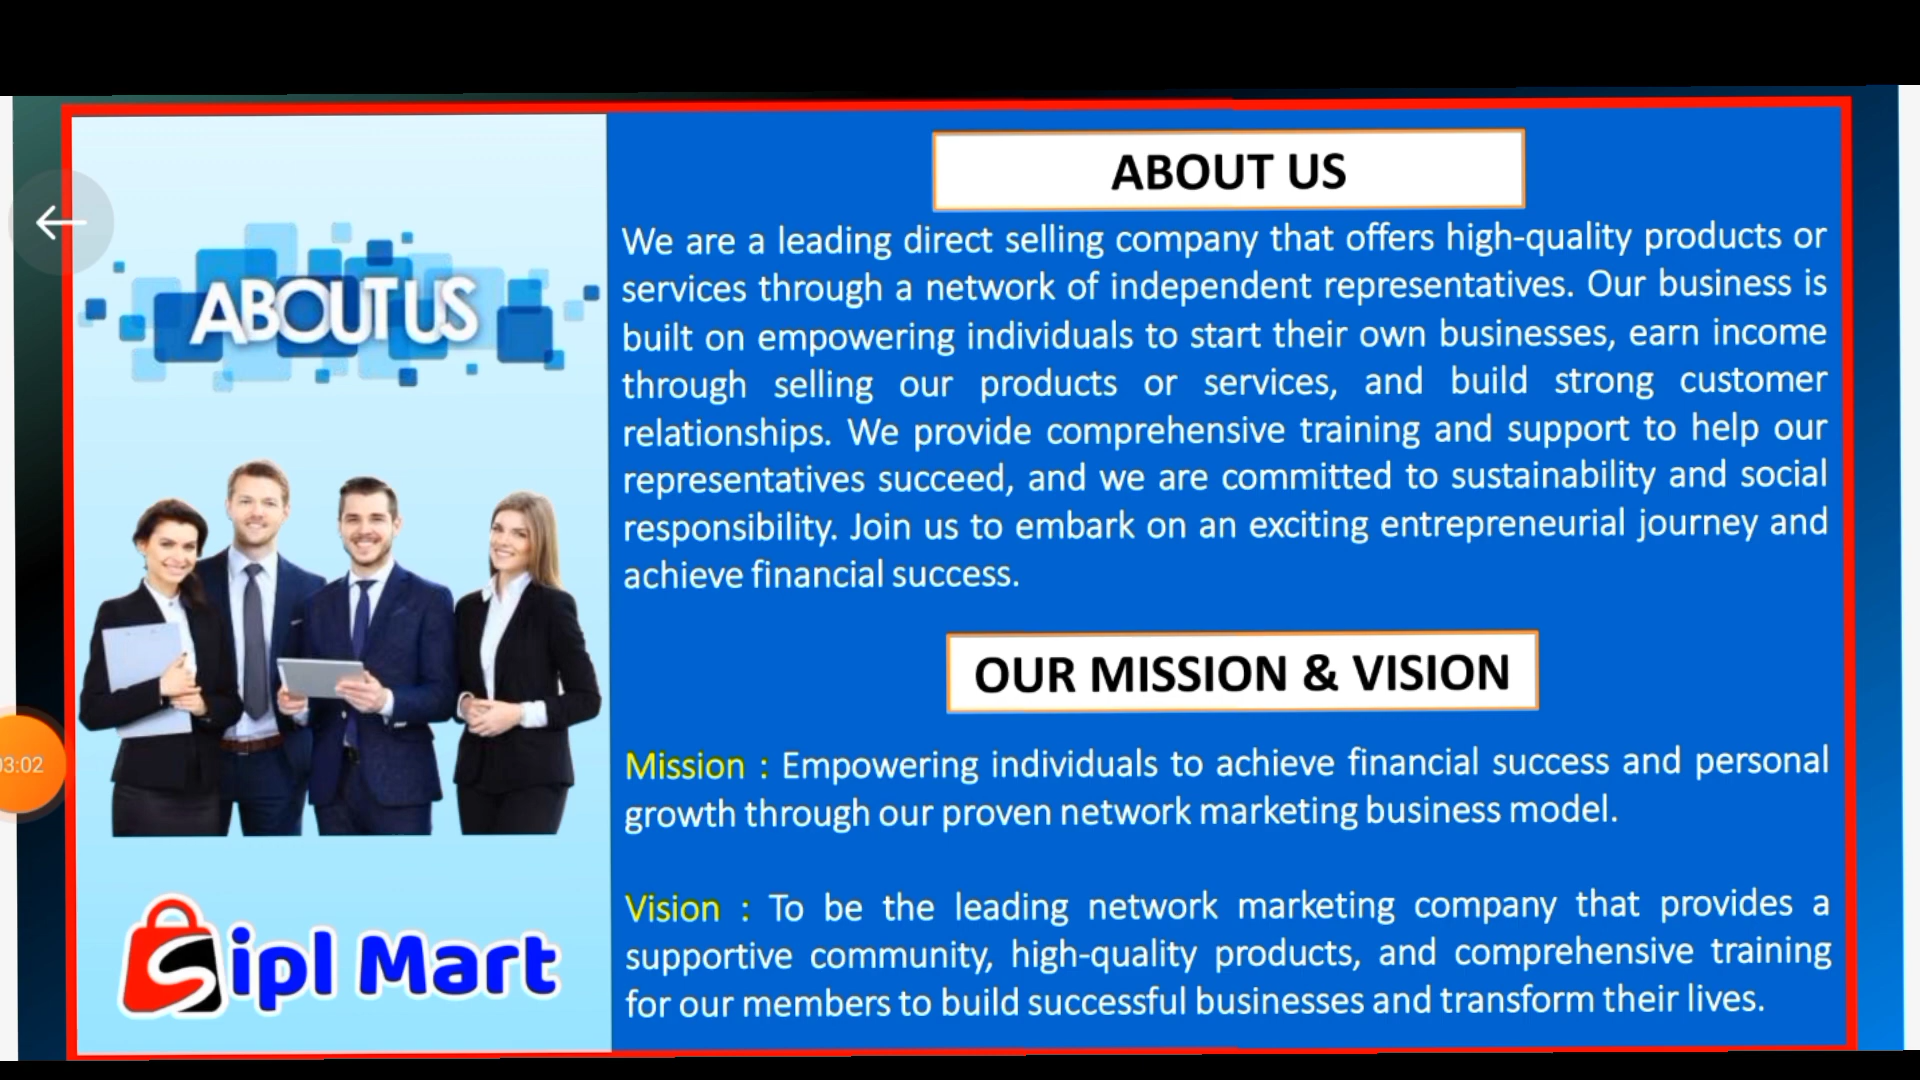 ABOUT US
We are a leading direct selling company that offers high-quality products or
services through a network of independent representatives. Our business is
built on empowering individuals to start their own businesses, earn income
through selling our products or services, and build strong customer
relationships. We provide comprehensive training and support to help our
representatives succeed, and we are committed to sustainability and social
responsibility. Join us to embark on an exciting entrepreneurial journey and
achieve financial success.
OUR MISSION & VISION
Mission : Empowering individuals to achieve financial success and personal
growth through our proven network marketing business model.
Vision : To be the leading network marketing company that provides a
supportive community, high-quality products, and comprehensive training
for our members to build successful businesses and transform their lives.
ABOUT US
Sipl Mart
03:02